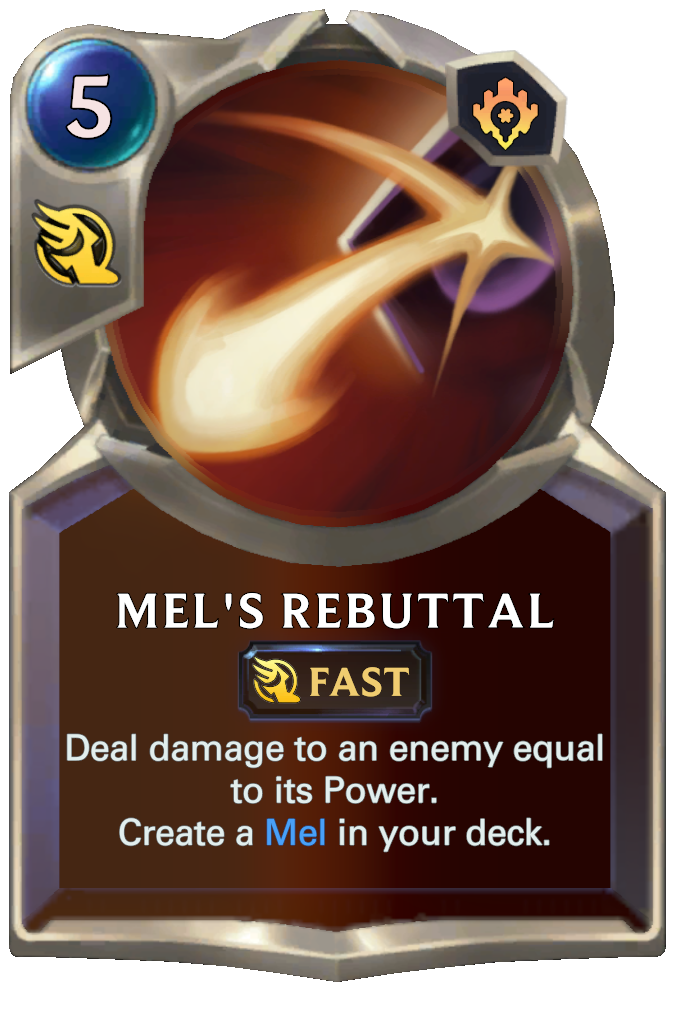 5
MEL'S REBUTTAL
FAST
Deal damage to an enemy equal
to its Power.
Create a Mel in your deck.